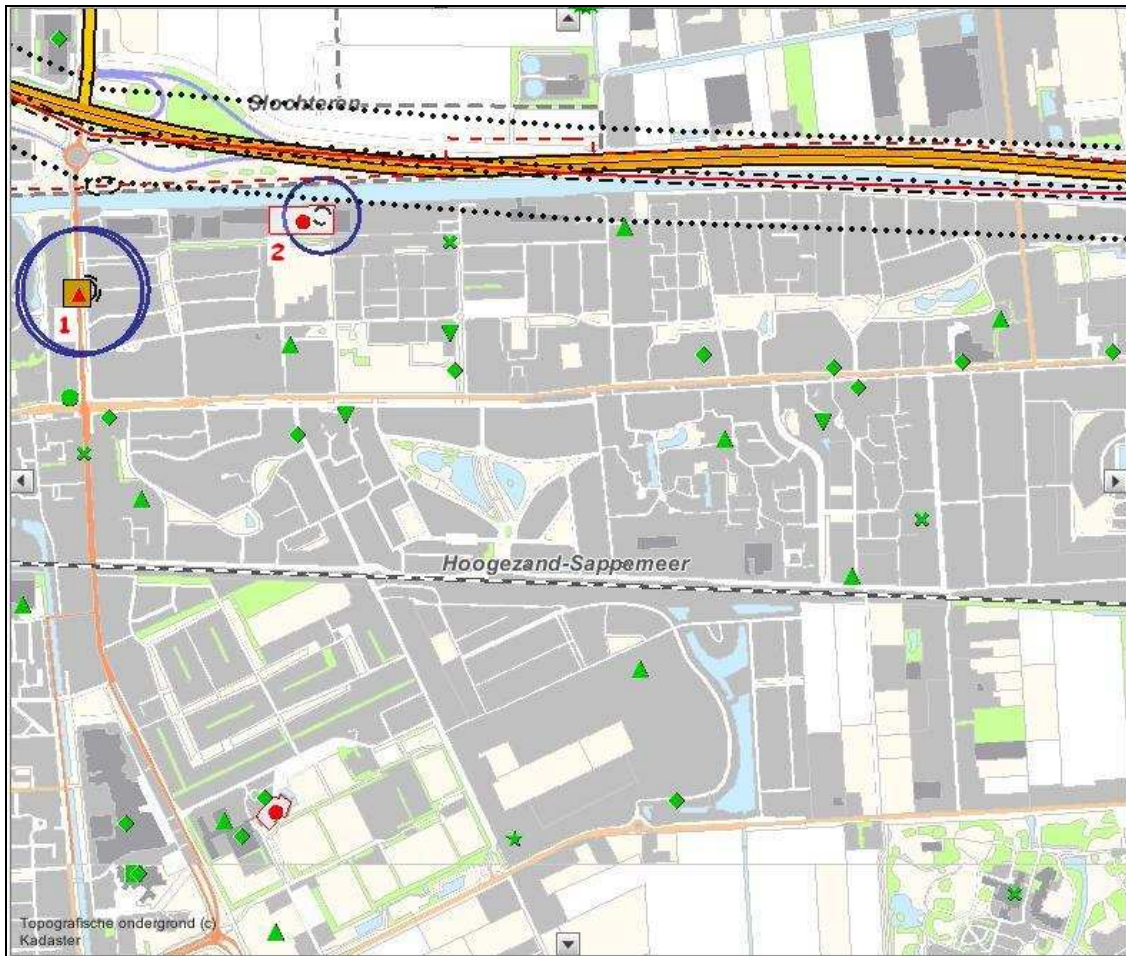 Slochteren
2
1
Hoogezand-Sappemeer
Topografische ondergrond (c)
Kadaster